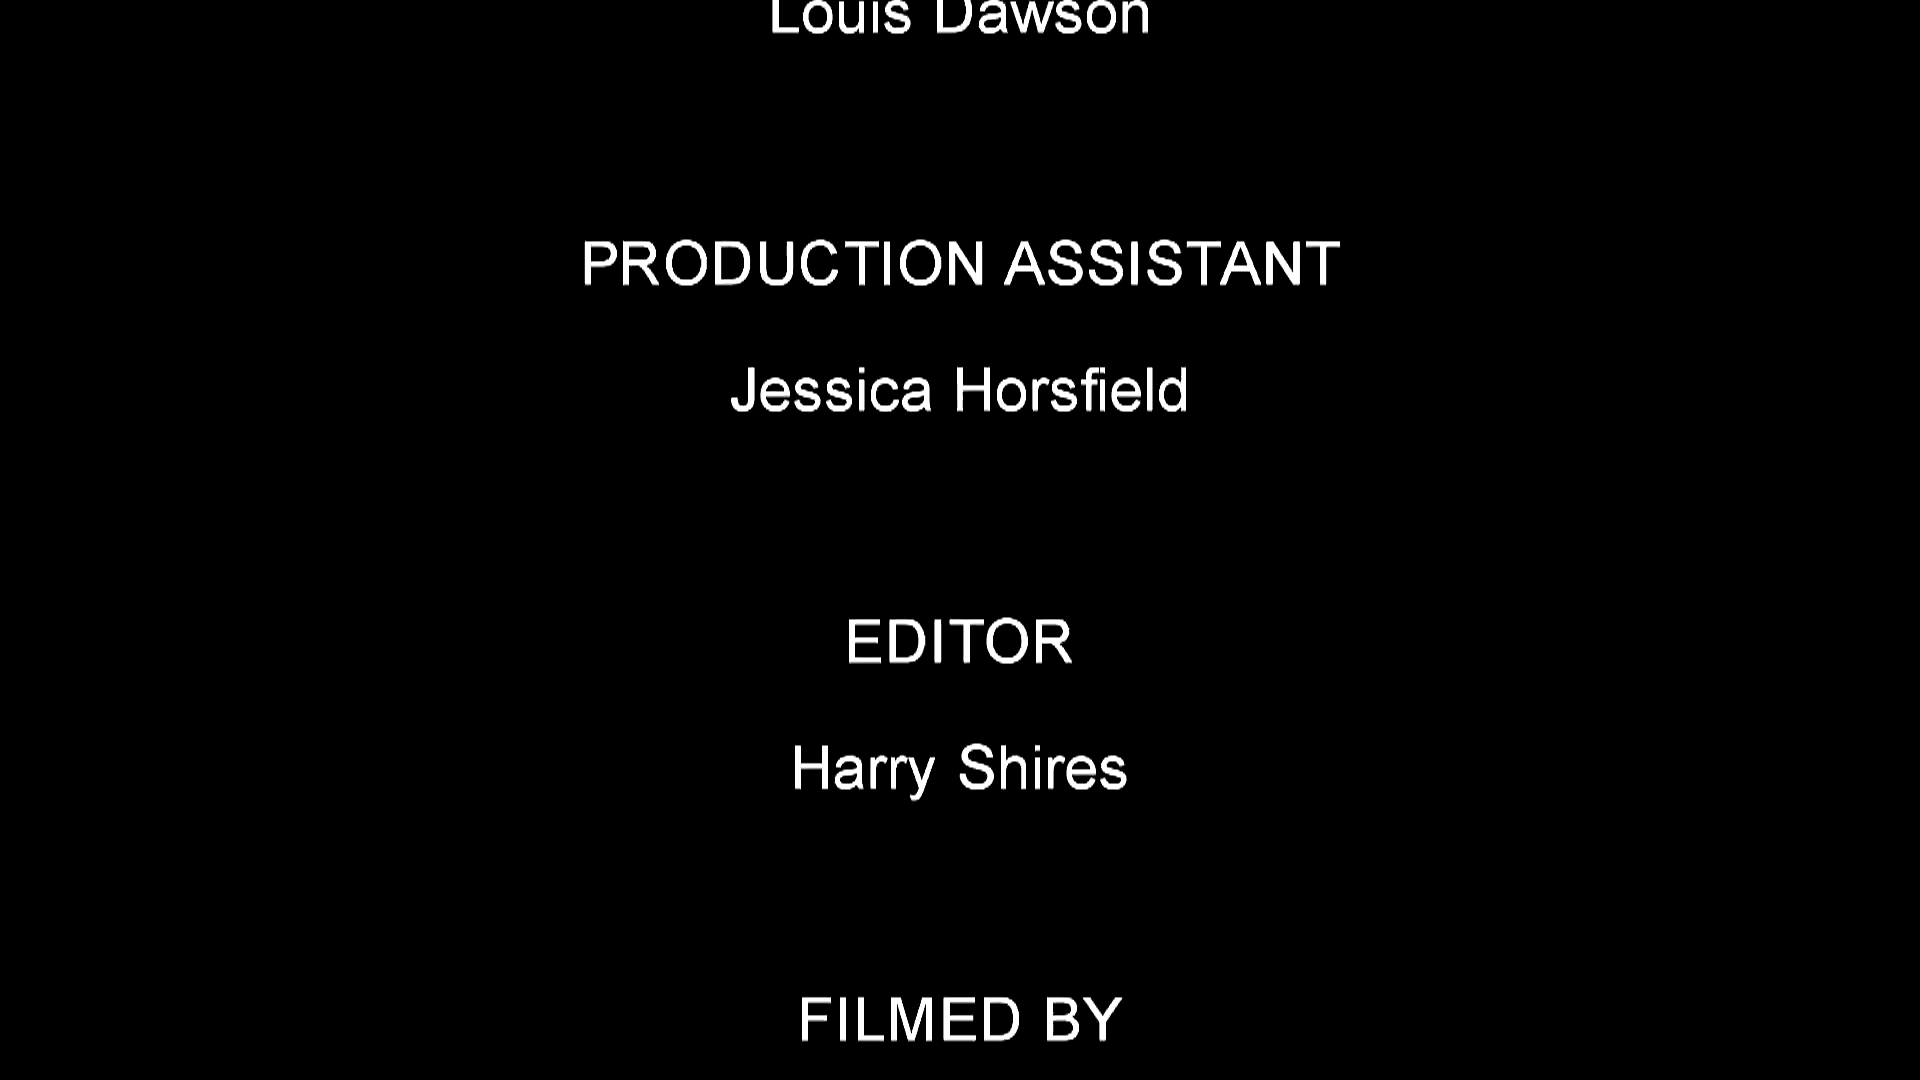 Louis Dawson
PRODUCTION ASSISTANT
Jessica Horsfield
EDITOR
Harry Shires
FILMED BY